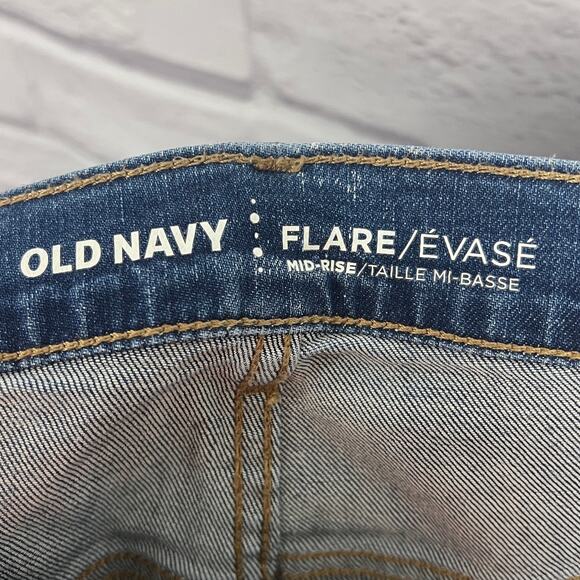 OLD NAVY
FLARE/ÉVASÉ
MID-RISE/TAILLE MI-BASSE